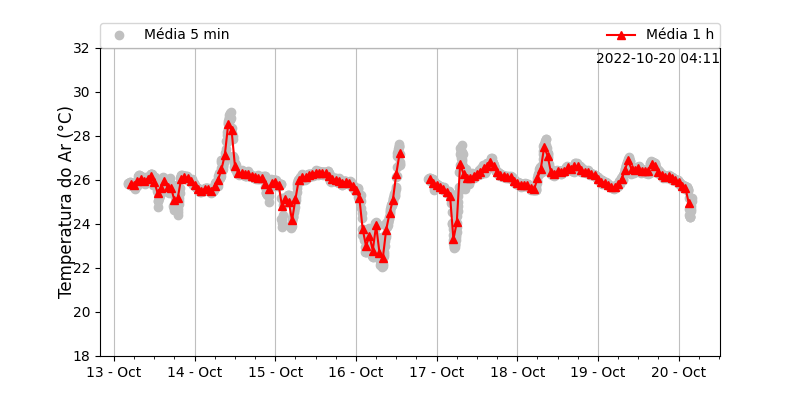 Média 5 min
Média 1 h
2022-10-20 04:11
Temperatura do Ar (°C)
32
30
28
26
24
22
20
18
13 - Oct
14 - Oct
15 - Oct
16 - Oct
17 - Oct
18 - Oct
19 - Oct
20 - Oct